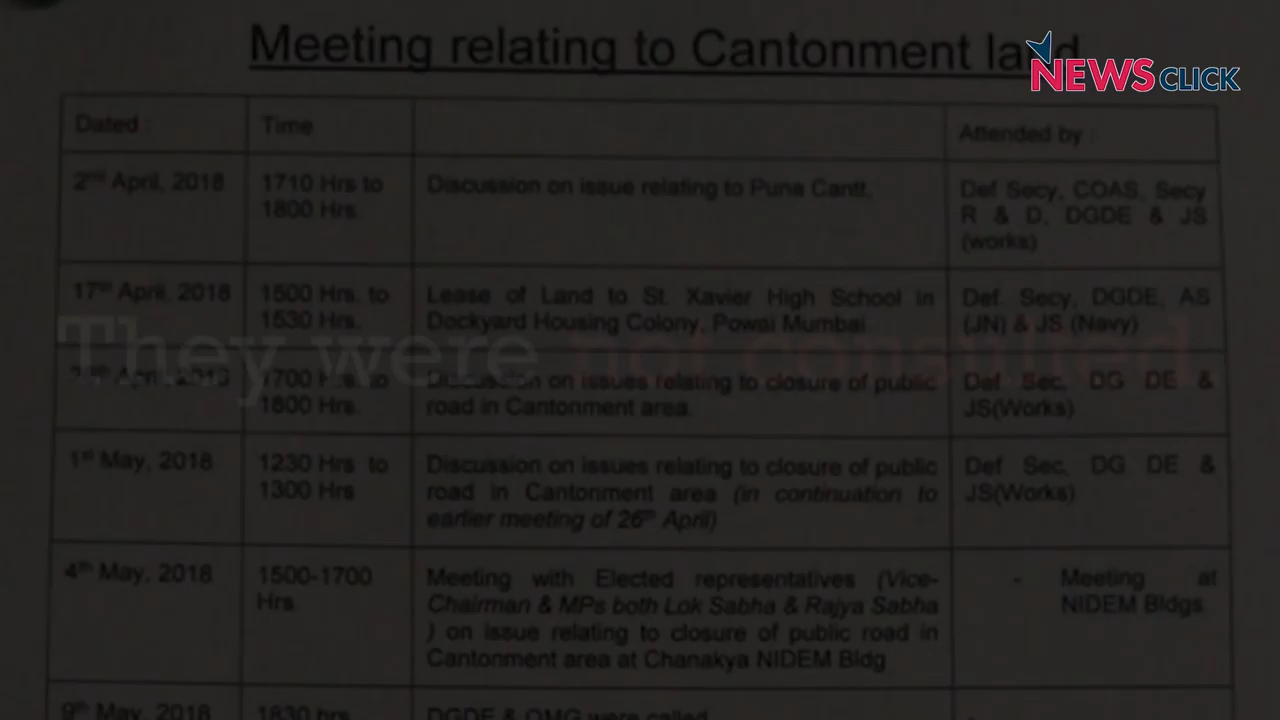 Meeting relating to Cantonment land
NEWSCLICK
Dated :
Time
Attended by :
2nd April, 2018
1710 Hrs to
1800 Hrs.
Discussion on issue relating to Pune Cantt.
Def Secy, COAS, Secy
R & D, DGDE & JS
(works)
17th April, 2018
1500 Hrs. to
1530 Hrs.
Lease of Land to St. Xavier High School in
Dockyard Housing Colony, Powai Mumbai
Def. Secy, DGDE, AS
(JN) & JS (Navy)
They were not consulted
April, 2018
1700 Hrs to
1800 Hrs.
Discussion on issues relating to closure of public
road in Cantonment area.
Def Sec, DG DE &
JS(Works)
1st May, 2018
1230 Hrs to
1300 Hrs
Discussion on issues relating to closure of public
road in Cantonment area (in continuation to
earlier meeting of 26th April)
Def Sec, DG DE &
JS(Works)
4th May, 2018
1500-1700
Hrs
Meeting with Elected representatives (Vice-
Chairman & MPs both Lok Sabha & Rajya Sabha
) on issue relating to closure of public road in
Cantonment area at Chanakya NIDEM Bldg
- Meeting at
NIDEM Bldgs
9th May, 2018
1830 hrs
DGDE & QMG were called